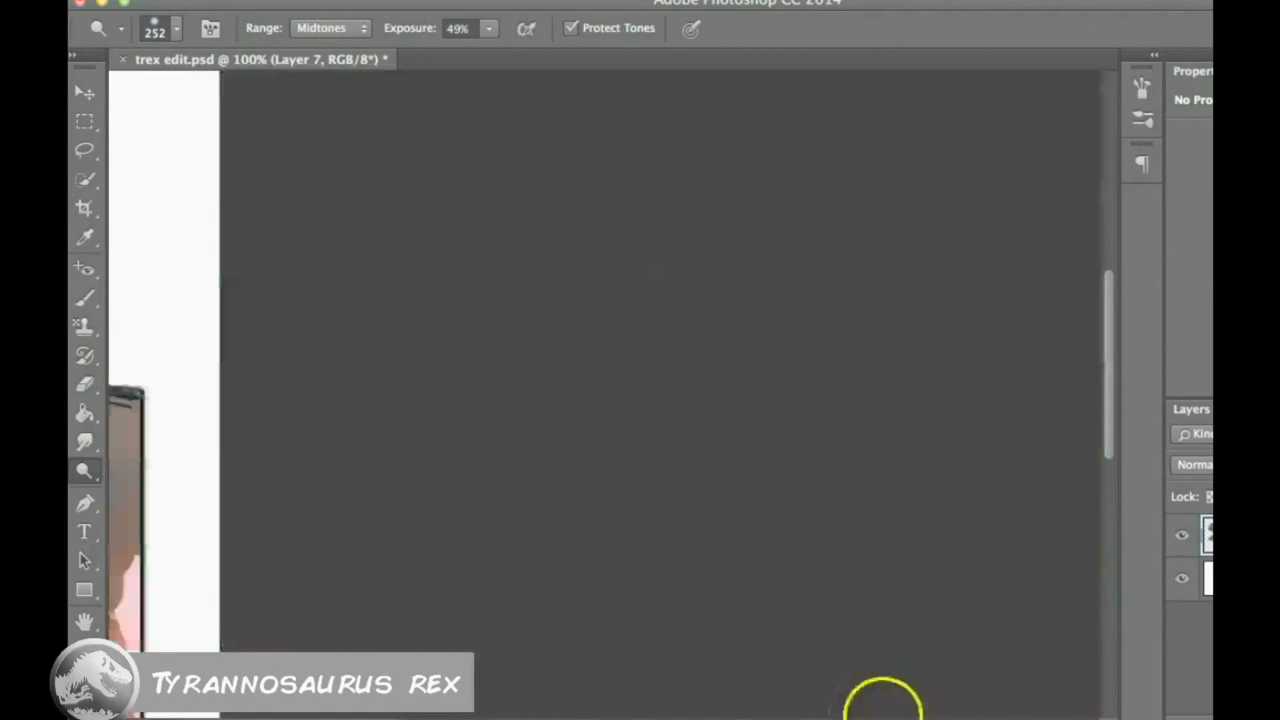 Adobe Photoshop CC 2014
252 Range: Midtones Exposure: 49% Protect Tones
× trex edit.psd @ 100% (Layer 7, RGB/8*) *
Propert
No Pro
Layers
Kin
Norma
Lock:
T
TYRANNOSAURUS REX